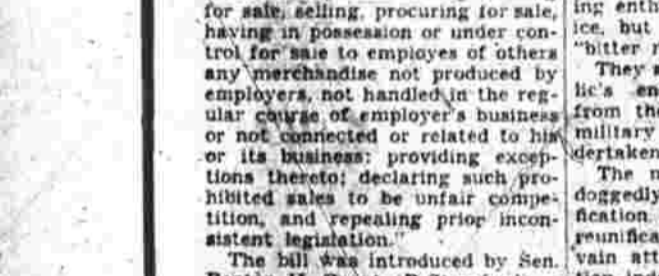 for sale, selling, procuring for sale,
having in possession or under con-
trol for sale to employes of others
any merchandise not produced by
employers, not handled in the reg-
ular course of employer's business
or not connected or related to his
or its business; providing excep-
tions thereto; declaring such pro-
hibited sales to be unfair compe-
tition, and repealing prior incon-
sistent legislation."
The bill was introduced by Sen.
ing enth
ice, but
"bitter r
They
lic's en
from the
military
dertaken
The
doggedly
fication
reunifica
vain att